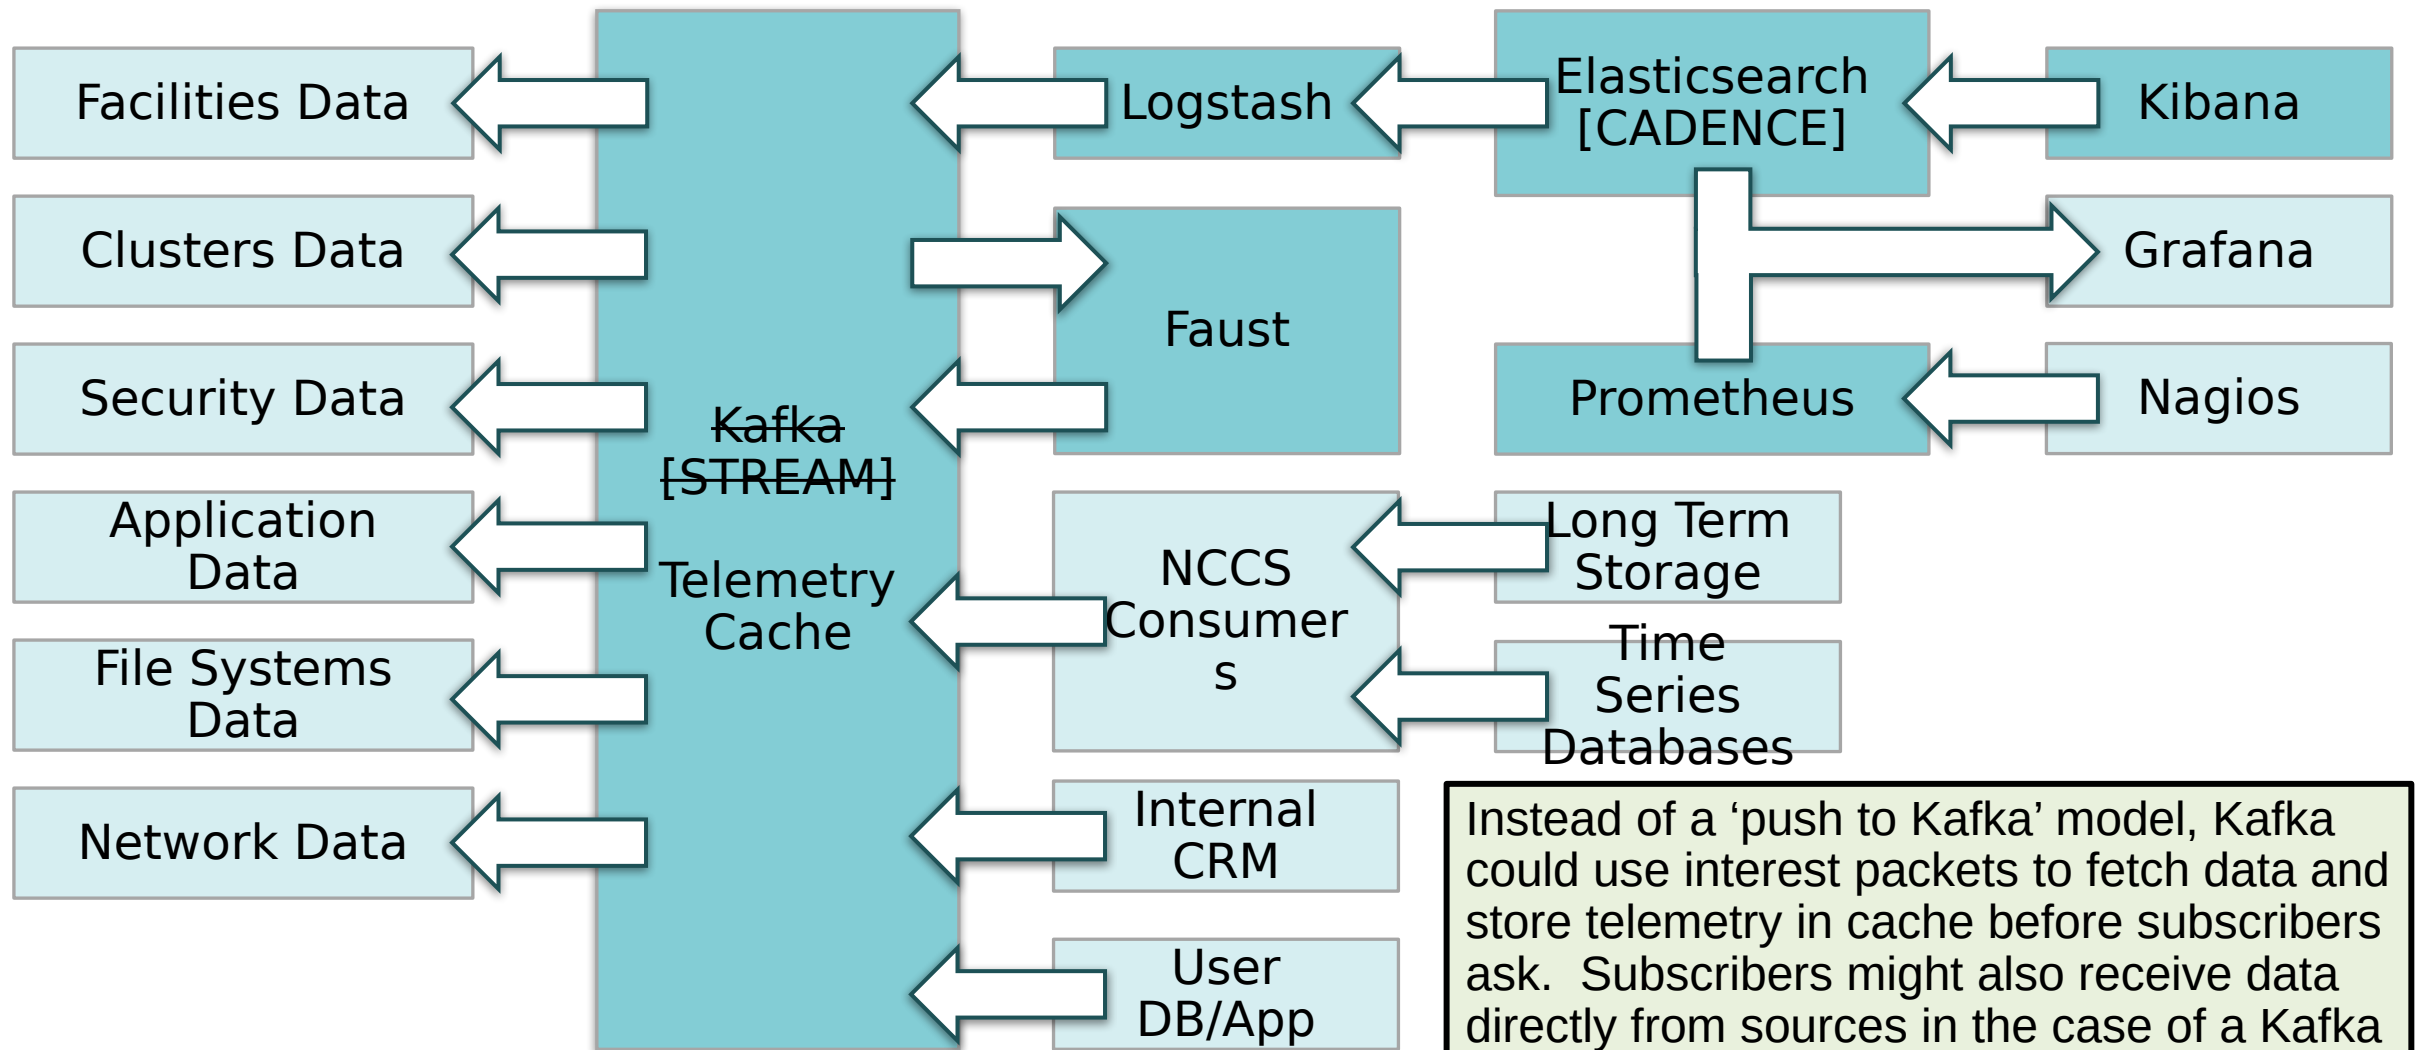 Facilities Data
Clusters Data
Security Data
Application
Data
File Systems
Data
Network Data
Kafka
[STREAM]
Telemetry
Cache
Logstash
Faust
NCCS
Consumer
s
Internal
CRM
User
DB/App
Elasticsearch
[CADENCE]
Prometheus
Long Term
Storage
Time
Series
Databases
Kibana
Grafana
Nagios
Instead of a ‘push to Kafka’ model, Kafka
could use interest packets to fetch data and
store telemetry in cache before subscribers
ask.  Subscribers might also receive data
directly from sources in the case of a Kafka